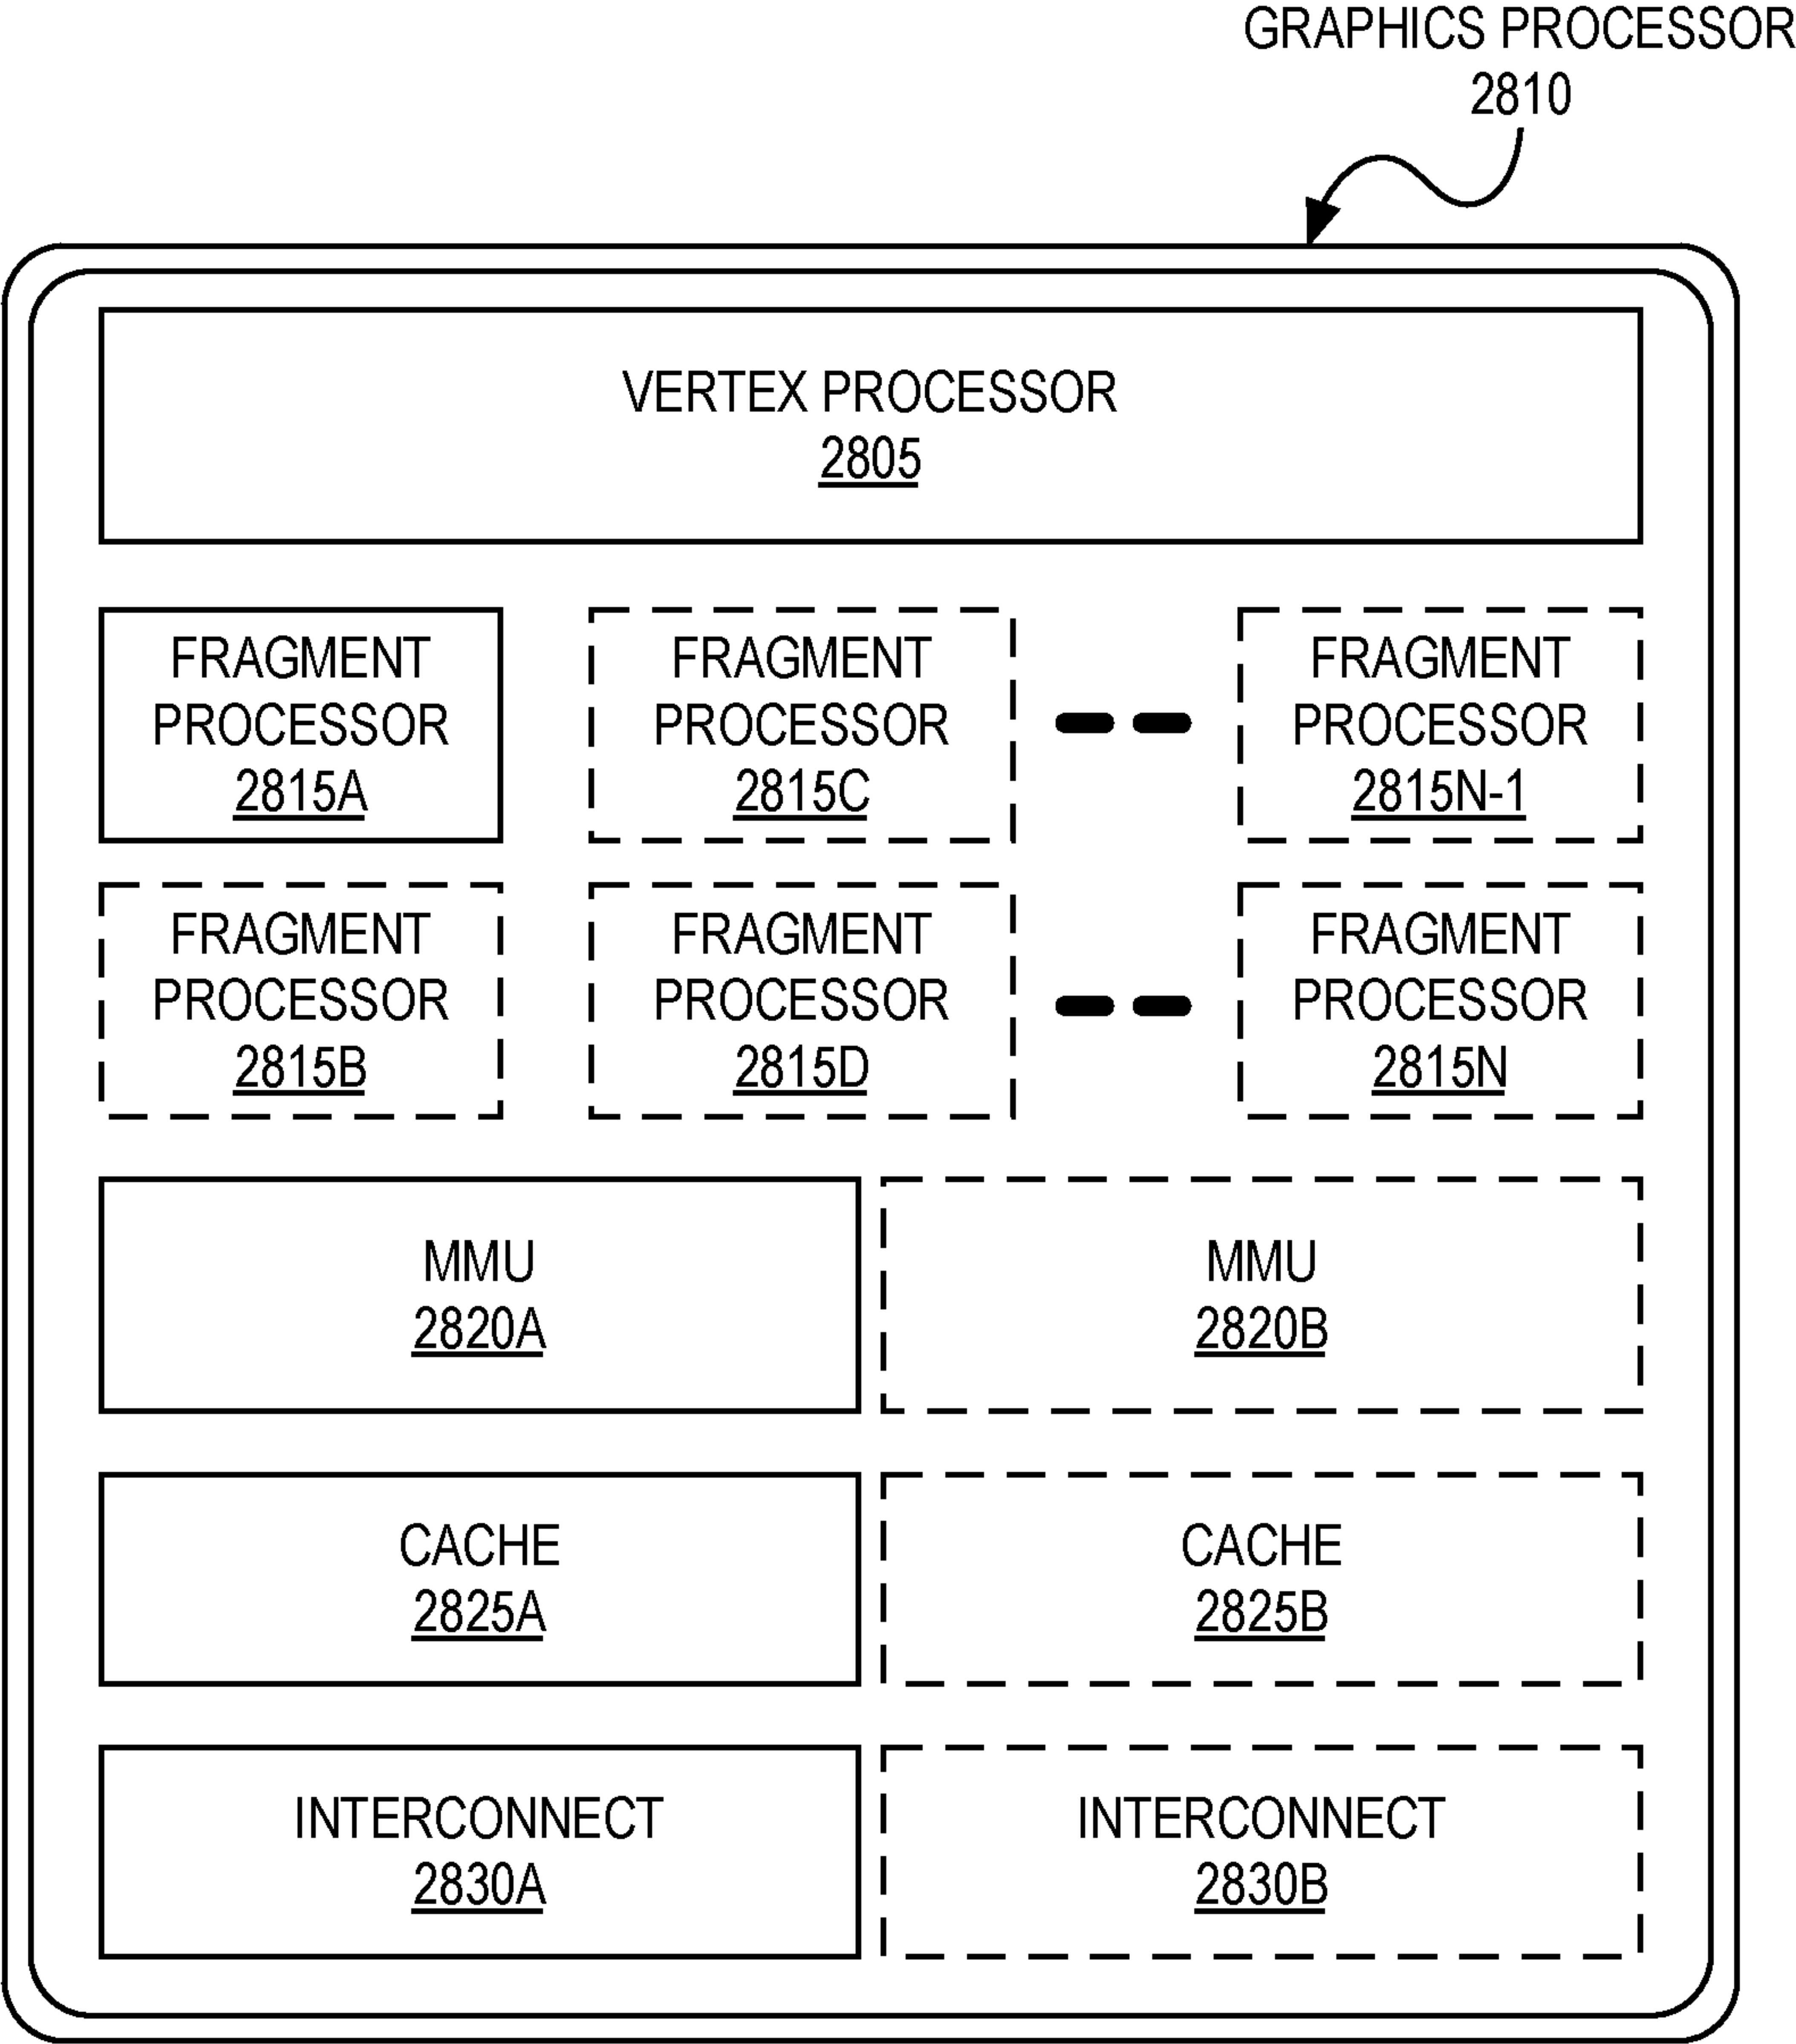 GRAPHICS PROCESSOR
2810
VERTEX PROCESSOR
2805
FRAGMENT
PROCESSOR
2815A
FRAGMENT
PROCESSOR
2815C
FRAGMENT
PROCESSOR
2815N-1
FRAGMENT
PROCESSOR
2815B
FRAGMENT
PROCESSOR
2815D
FRAGMENT
PROCESSOR
2815N
MMU
2820A
MMU
2820B
CACHE
2825A
CACHE
2825B
INTERCONNECT
2830A
INTERCONNECT
2830B